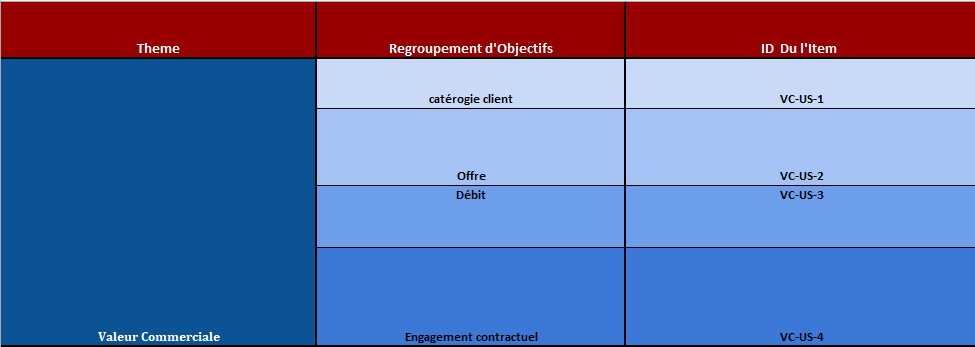 Theme Regroupement d'Objectifs ID Du l'Item
catérogie client VC-US-1
Offre VC-US-2
Débit VC-US-3
Valeur Commerciale Engagement contractuel VC-US-4